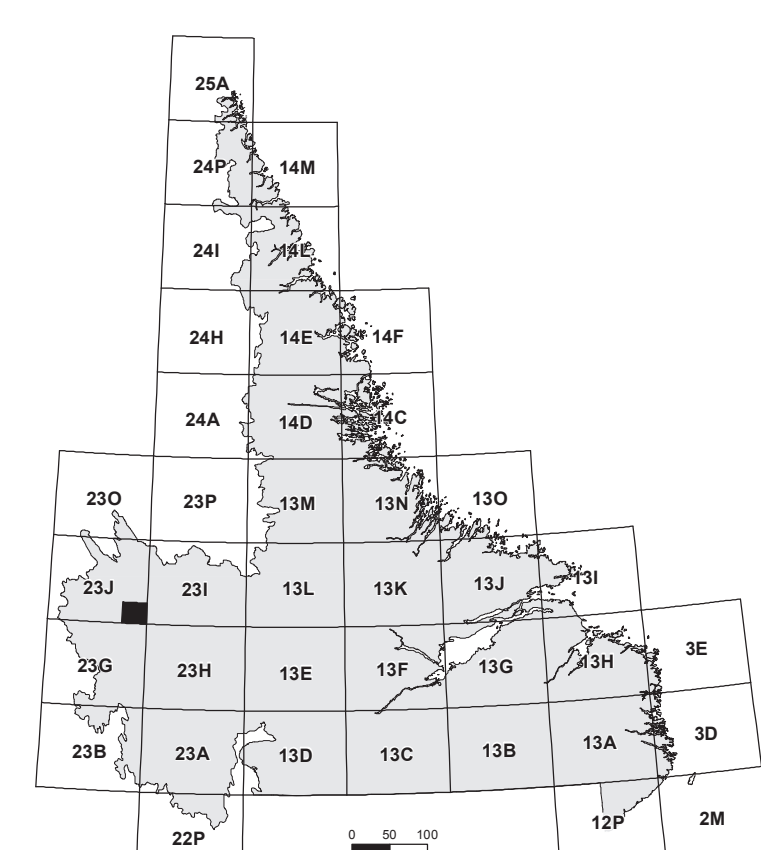 25A
24P 14M
24I 14L
24H 14E 14F
24A 14D 14C
23O 23P 13M 13N 13O
23J 23I 13L 13K 13J 13I
23G 23H 13E 13F 13G 13H 3E
23B 23A 13D 13C 13B 13A 3D
22P 12P 2M
0 50 100